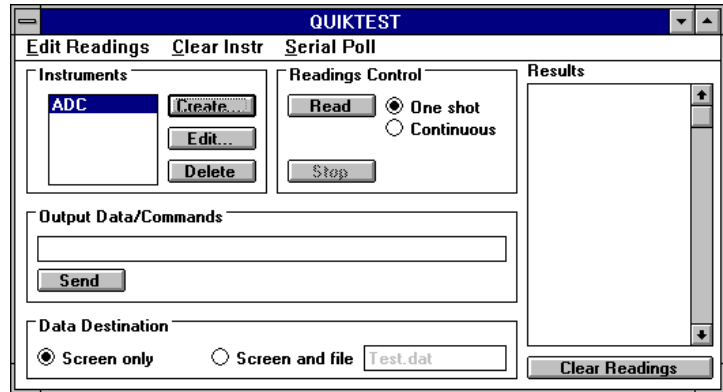 QUIKTEST
Edit Readings Clear Instr Serial Poll
Instruments
ADC
Create...
Edit...
Delete
Readings Control
Read
One shot
Continuous
Stop
Results
Output Data/Commands
Send
Data Destination
Screen only
Screen and file
Test.dat
Clear Readings